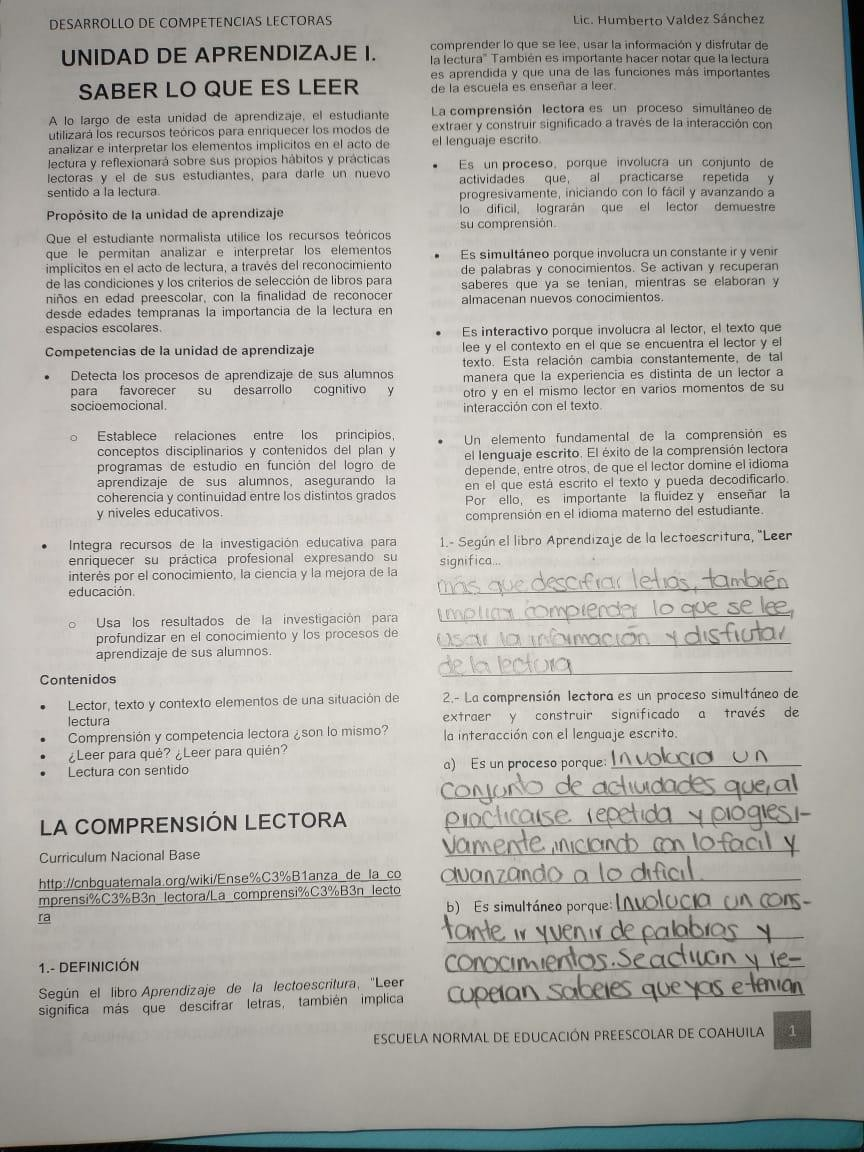 DESARROLLO DE COMPETENCIAS LECTORAS
Lic. Humberto Valdez Sánchez
UNIDAD DE APRENDIZAJE I.
SABER LO QUE ES LEER
A lo largo de esta unidad de aprendizaje, el estudiante
utilizará los recursos teóricos para enriquecer los modos de
analizar e interpretar los elementos implícitos en el acto de
lectura y reflexionará sobre sus propios hábitos y prácticas
lectoras y el de sus estudiantes, para darle un nuevo
sentido a la lectura.
Propósito de la unidad de aprendizaje
Que el estudiante normalista utilice los recursos teóricos
que le permitan analizar e interpretar los elementos
implícitos en el acto de lectura, a través del reconocimiento
de las condiciones y los criterios de selección de libros para
niños en edad preescolar, con la finalidad de reconocer
desde edades tempranas la importancia de la lectura en
espacios escolares.
Competencias de la unidad de aprendizaje
• Detecta los procesos de aprendizaje de sus alumnos
para favorecer su desarrollo cognitivo y
socioemocional.
o Establece relaciones entre los principios,
conceptos disciplinarios y contenidos del plan y
programas de estudio en función del logro de
aprendizaje de sus alumnos, asegurando la
coherencia y continuidad entre los distintos grados
y niveles educativos.
• Integra recursos de la investigación educativa para
enriquecer su práctica profesional expresando su
interés por el conocimiento, la ciencia y la mejora de la
educación.
o Usa los resultados de la investigación para
profundizar en el conocimiento y los procesos de
aprendizaje de sus alumnos.
Contenidos
• Lector, texto y contexto elementos de una situación de
lectura
• Comprensión y competencia lectora ¿son lo mismo?
• ¿Leer para qué? ¿Leer para quién?
• Lectura con sentido
LA COMPRENSIÓN LECTORA
Curriculum Nacional Base
http://cnbguatemala.org/wiki/Ense%C3%B1anza_de_la_co
mprensi%C3%B3n_lectora/La_comprensi%C3%B3n_lecto
ra
1.- DEFINICIÓN
Según el libro Aprendizaje de la lectoescritura, "Leer
significa más que descifrar letras, también implica
comprender lo que se lee, usar la información y disfrutar de
la lectura" También es importante hacer notar que la lectura
es aprendida y que una de las funciones más importantes
de la escuela es enseñar a leer.
La comprensión lectora es un proceso simultáneo de
extraer y construir significado a través de la interacción con
el lenguaje escrito.
• Es un proceso, porque involucra un conjunto de
actividades que, al practicarse repetida y
progresivamente, iniciando con lo fácil y avanzando a
lo difícil, lograrán que el lector demuestre
su comprensión.
• Es simultáneo porque involucra un constante ir y venir
de palabras y conocimientos. Se activan y recuperan
saberes que ya se tenían, mientras se elaboran y
almacenan nuevos conocimientos.
• Es interactivo porque involucra al lector, el texto que
lee y el contexto en el que se encuentra el lector y el
texto. Esta relación cambia constantemente, de tal
manera que la experiencia es distinta de un lector a
otro y en el mismo lector en varios momentos de su
interacción con el texto.
• Un elemento fundamental de la comprensión es
el lenguaje escrito. El éxito de la comprensión lectora
depende, entre otros, de que el lector domine el idioma
en el que está escrito el texto y pueda decodificarlo.
Por ello, es importante la fluidez y enseñar la
comprensión en el idioma materno del estudiante.
1.- Según el libro Aprendizaje de la lectoescritura, "Leer
significa...
más que descifrar letras, también
implicar comprender lo que se lee,
usar la información y disfrutar
de la lectura
2.- La comprensión lectora es un proceso simultáneo de
extraer y construir significado a través de
la interacción con el lenguaje escrito.
a) Es un proceso porque: Involucra un
conjunto de actividades que, al
practicarse repetida y progresi-
vamente, iniciando con lo facil y
avanzando a lo dificil.
b) Es simultáneo porque: Involucra un cons-
tante ir y venir de palabras y
conocimientos. Se activan y re-
cuperan saberes que yas e tenian
ESCUELA NORMAL DE EDUCACIÓN PREESCOLAR DE COAHUILA 1